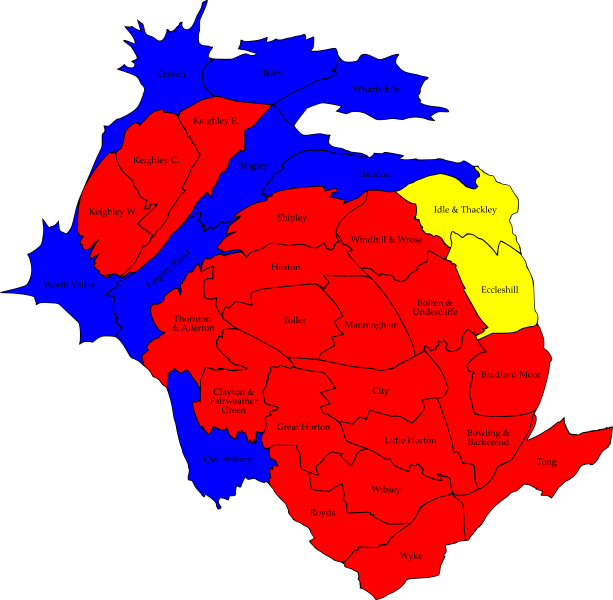 Craven
Ilkley
Wharfedale
Keighley E.
Keighley C.
Bingley
Baildon
Keighley W.
Idle & Thackley
Shipley
Windhill & Wrose
Worth Valley
Bingley Rural
Heaton
Eccleshill
Bolton &
Undercliffe
Thornton
& Allerton
Toller
Manningham
Bradford Moor
Clayton &
Fairweather
Green
City
Great Horton
Little Horton
Bowling &
Barkerend
Queensbury
Tong
Wibsey
Royds
Wyke